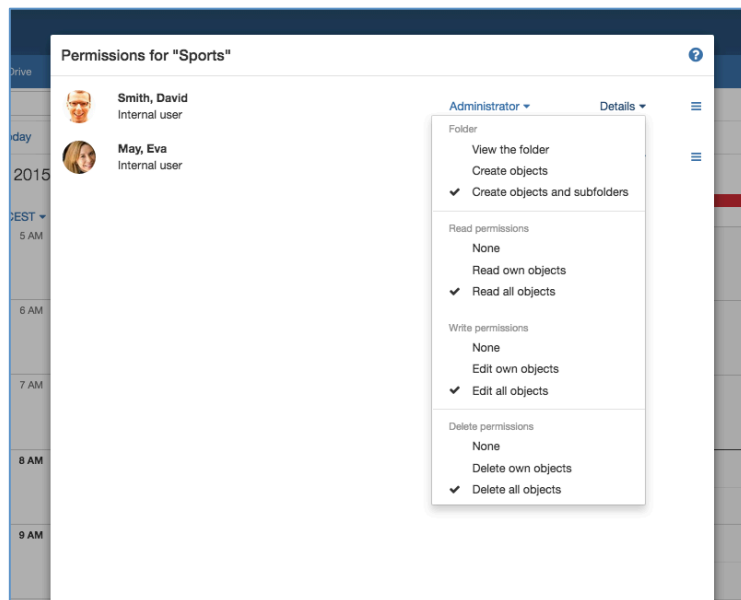 Permissions for "Sports"
Drive
Smith, David
Internal user
Administrator
Details
May, Eva
Internal user
2015
CEST
5 AM
6 AM
7 AM
8 AM
9 AM
Folder
View the folder
Create objects
Create objects and subfolders
Read permissions
None
Read own objects
Read all objects
Write permissions
None
Edit own objects
Edit all objects
Delete permissions
None
Delete own objects
Delete all objects